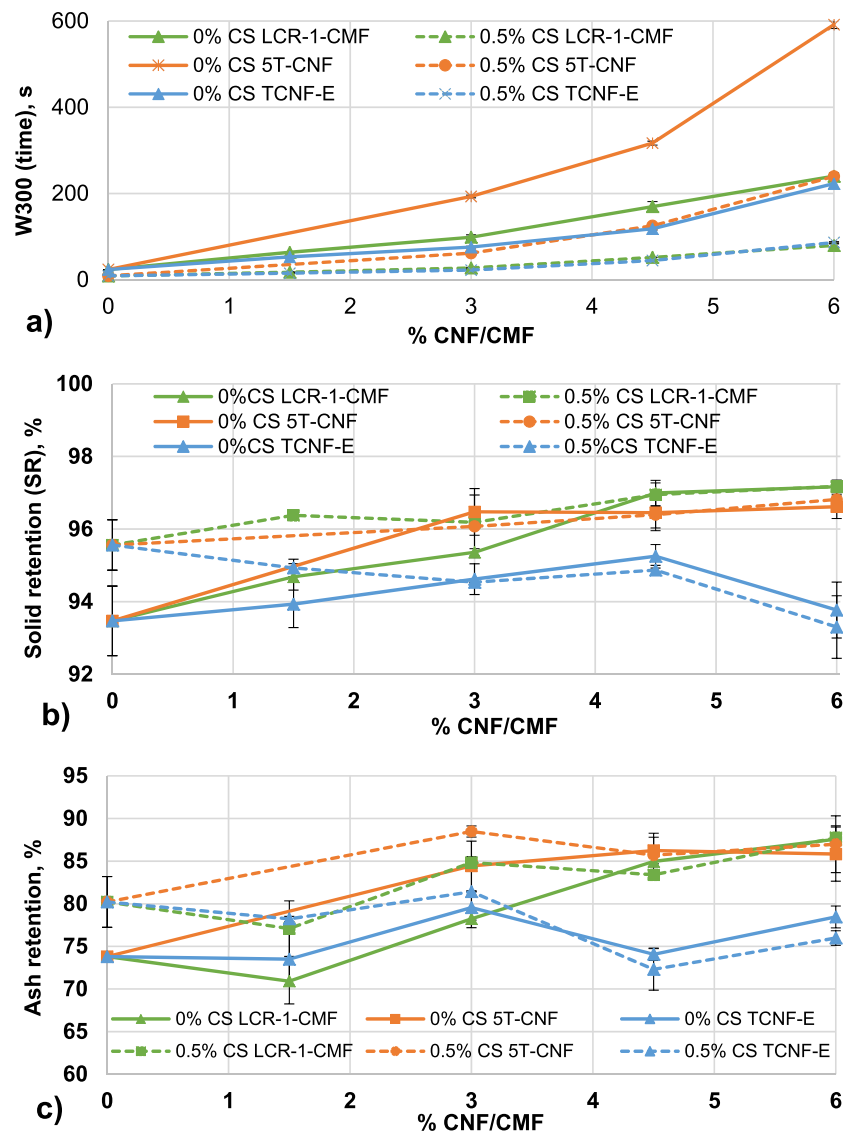 600
0% CS LCR-1-CMF
0.5% CS LCR-1-CMF
0% CS 5T-CNF
0.5% CS 5T-CNF
0% CS TCNF-E
0.5% CS TCNF-E
400
200
0
W300 (time), s
0 1 2 3 4 5 6
a)
% CNF/CMF
100
0%CS LCR-1-CMF
0.5% CS LCR-1-CMF
0% CS 5T-CNF
0.5% CS 5T-CNF
0%CS TCNF-E
0.5%CS TCNF-E
98
96
94
92
Solid retention (SR), %
0 1 2 3 4 5 6
b)
% CNF/CMF
95
90
85
80
75
70
65
60
Ash retention, %
0% CS LCR-1-CMF
0% CS 5T-CNF
0% CS TCNF-E
0.5% CS LCR-1-CMF
0.5% CS 5T-CNF
0.5% CS TCNF-E
0 1 2 3 4 5 6
c)
% CNF/CMF